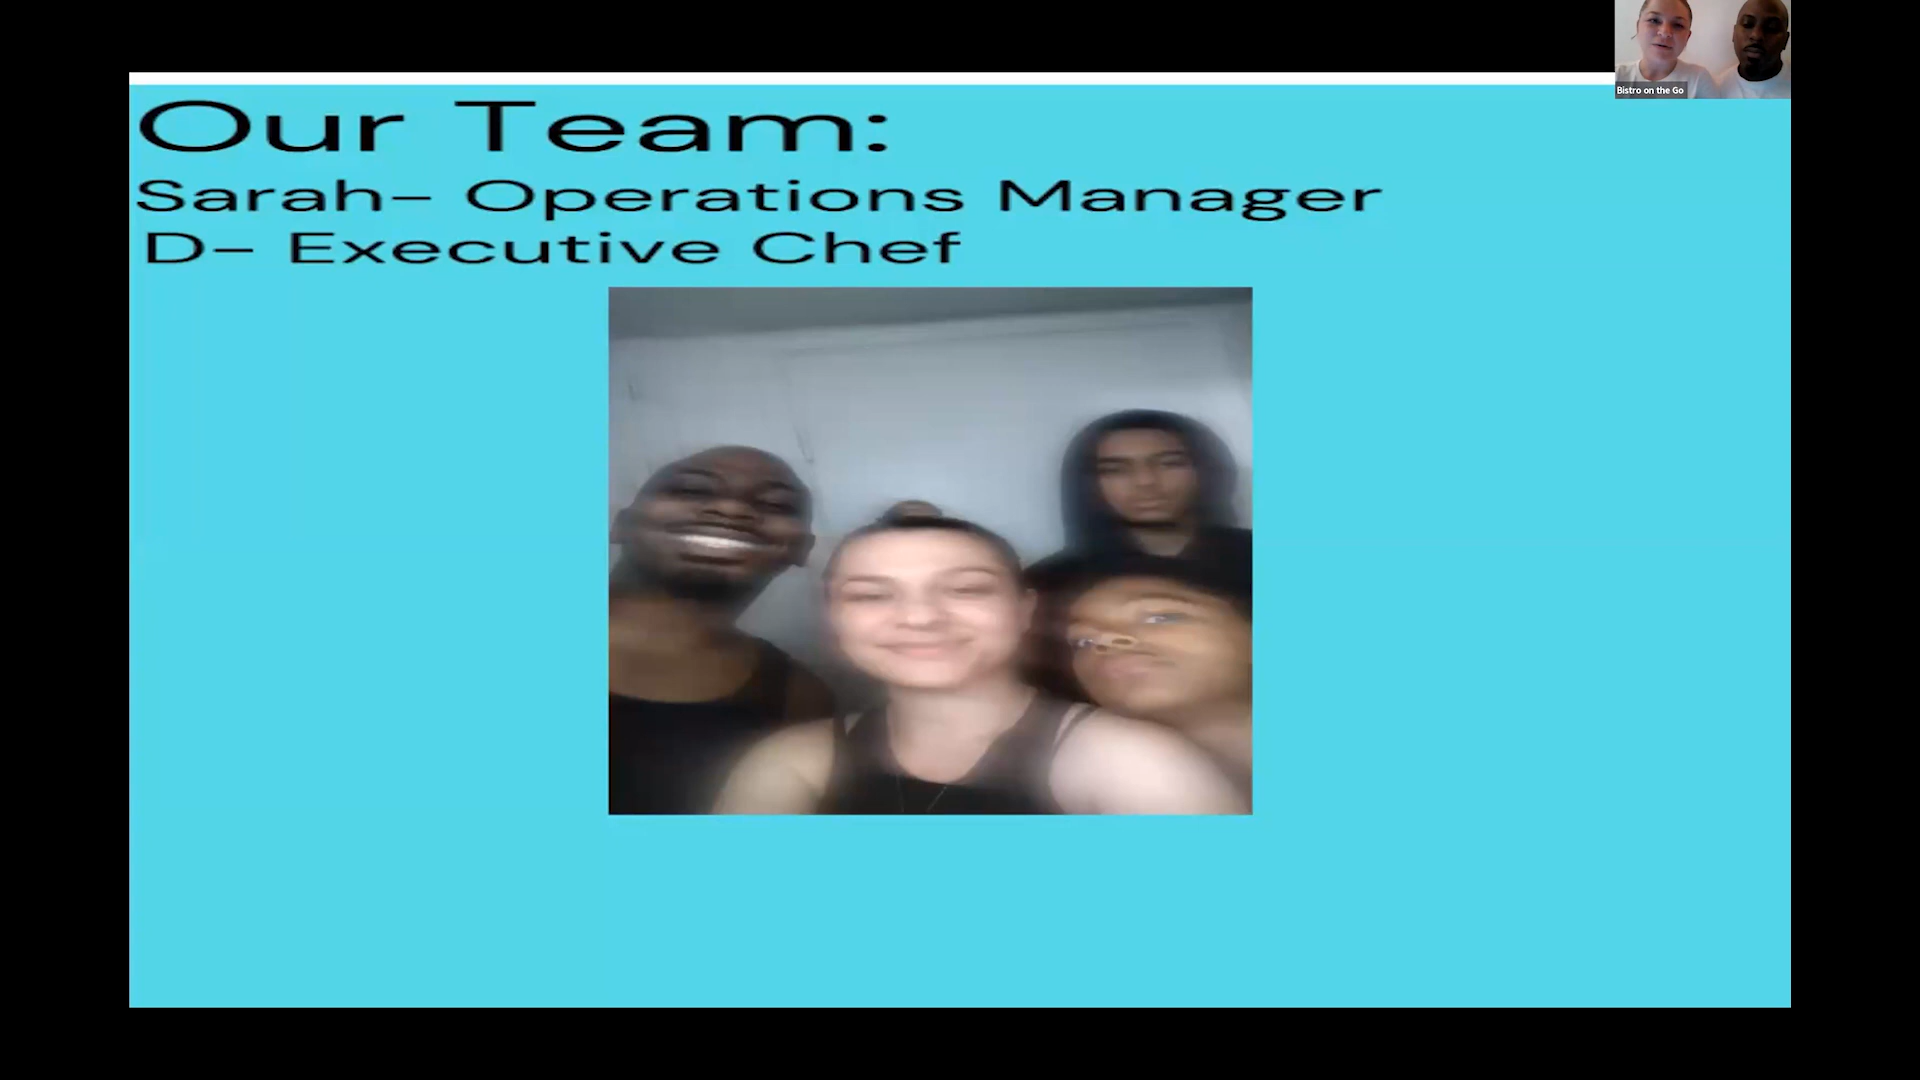 Bistro on the Go
Our Team:
Sarah- Operations Manager
D- Executive Chef